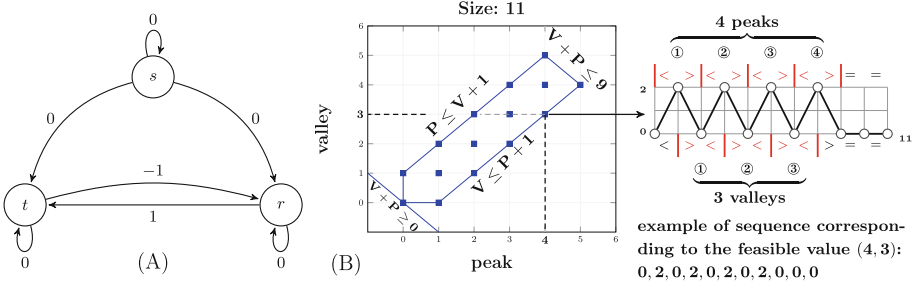 0
s
0
0
−1
t
r
1
0
0
(A)
Size: 11
valley
6
5
4
3
2
1
0
P ≤ V + 1
V + P ≤ 9
V ≤ P + 1
V + P ≥ 0
0 1 2 3 4 5 6
peak
(B)
4 peaks
① ② ③ ④
< > < > < > < > = =
2
0
11
< > < > < > < > = =
① ② ③
3 valleys
example of sequence correspon-
ding to the feasible value (4, 3):
0, 2, 0, 2, 0, 2, 0, 2, 0, 0, 0